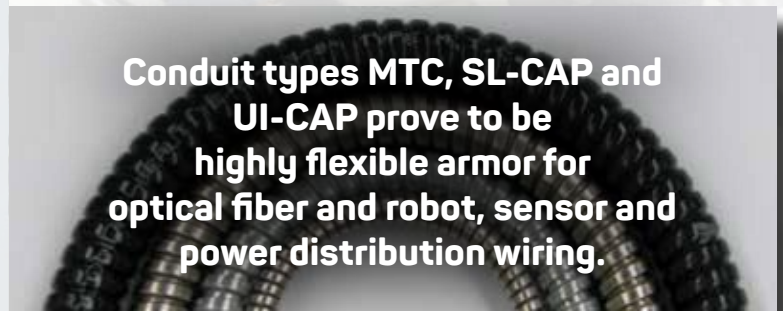 Conduit types MTC, SL-CAP and
UI-CAP prove to be
highly flexible armor for
optical fiber and robot, sensor and
power distribution wiring.